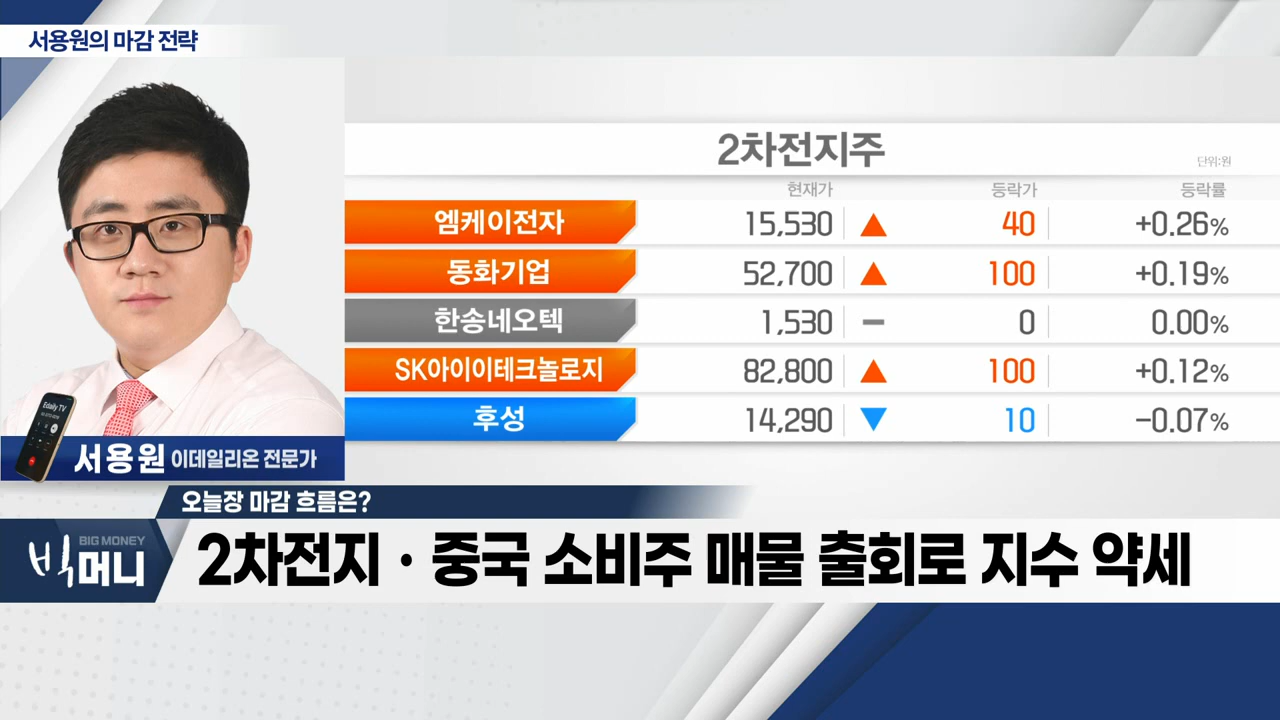 서용원의 마감 전략
2차전지주
단위:원
현재가 등락가 등락률
엠케이전자 15,530 ▲ 40 +0.26%
동화기업 52,700 ▲ 100 +0.19%
한송네오텍 1,530 − 0 0.00%
SK아이이테크놀로지 82,800 ▲ 100 +0.12%
후성 14,290 ▼ 10 −0.07%
Edaily TV
서용원 이데일리온 전문가
오늘장 마감 흐름은?
BIG MONEY
빅머니
2차전지 · 중국 소비주 매물 출회로 지수 약세